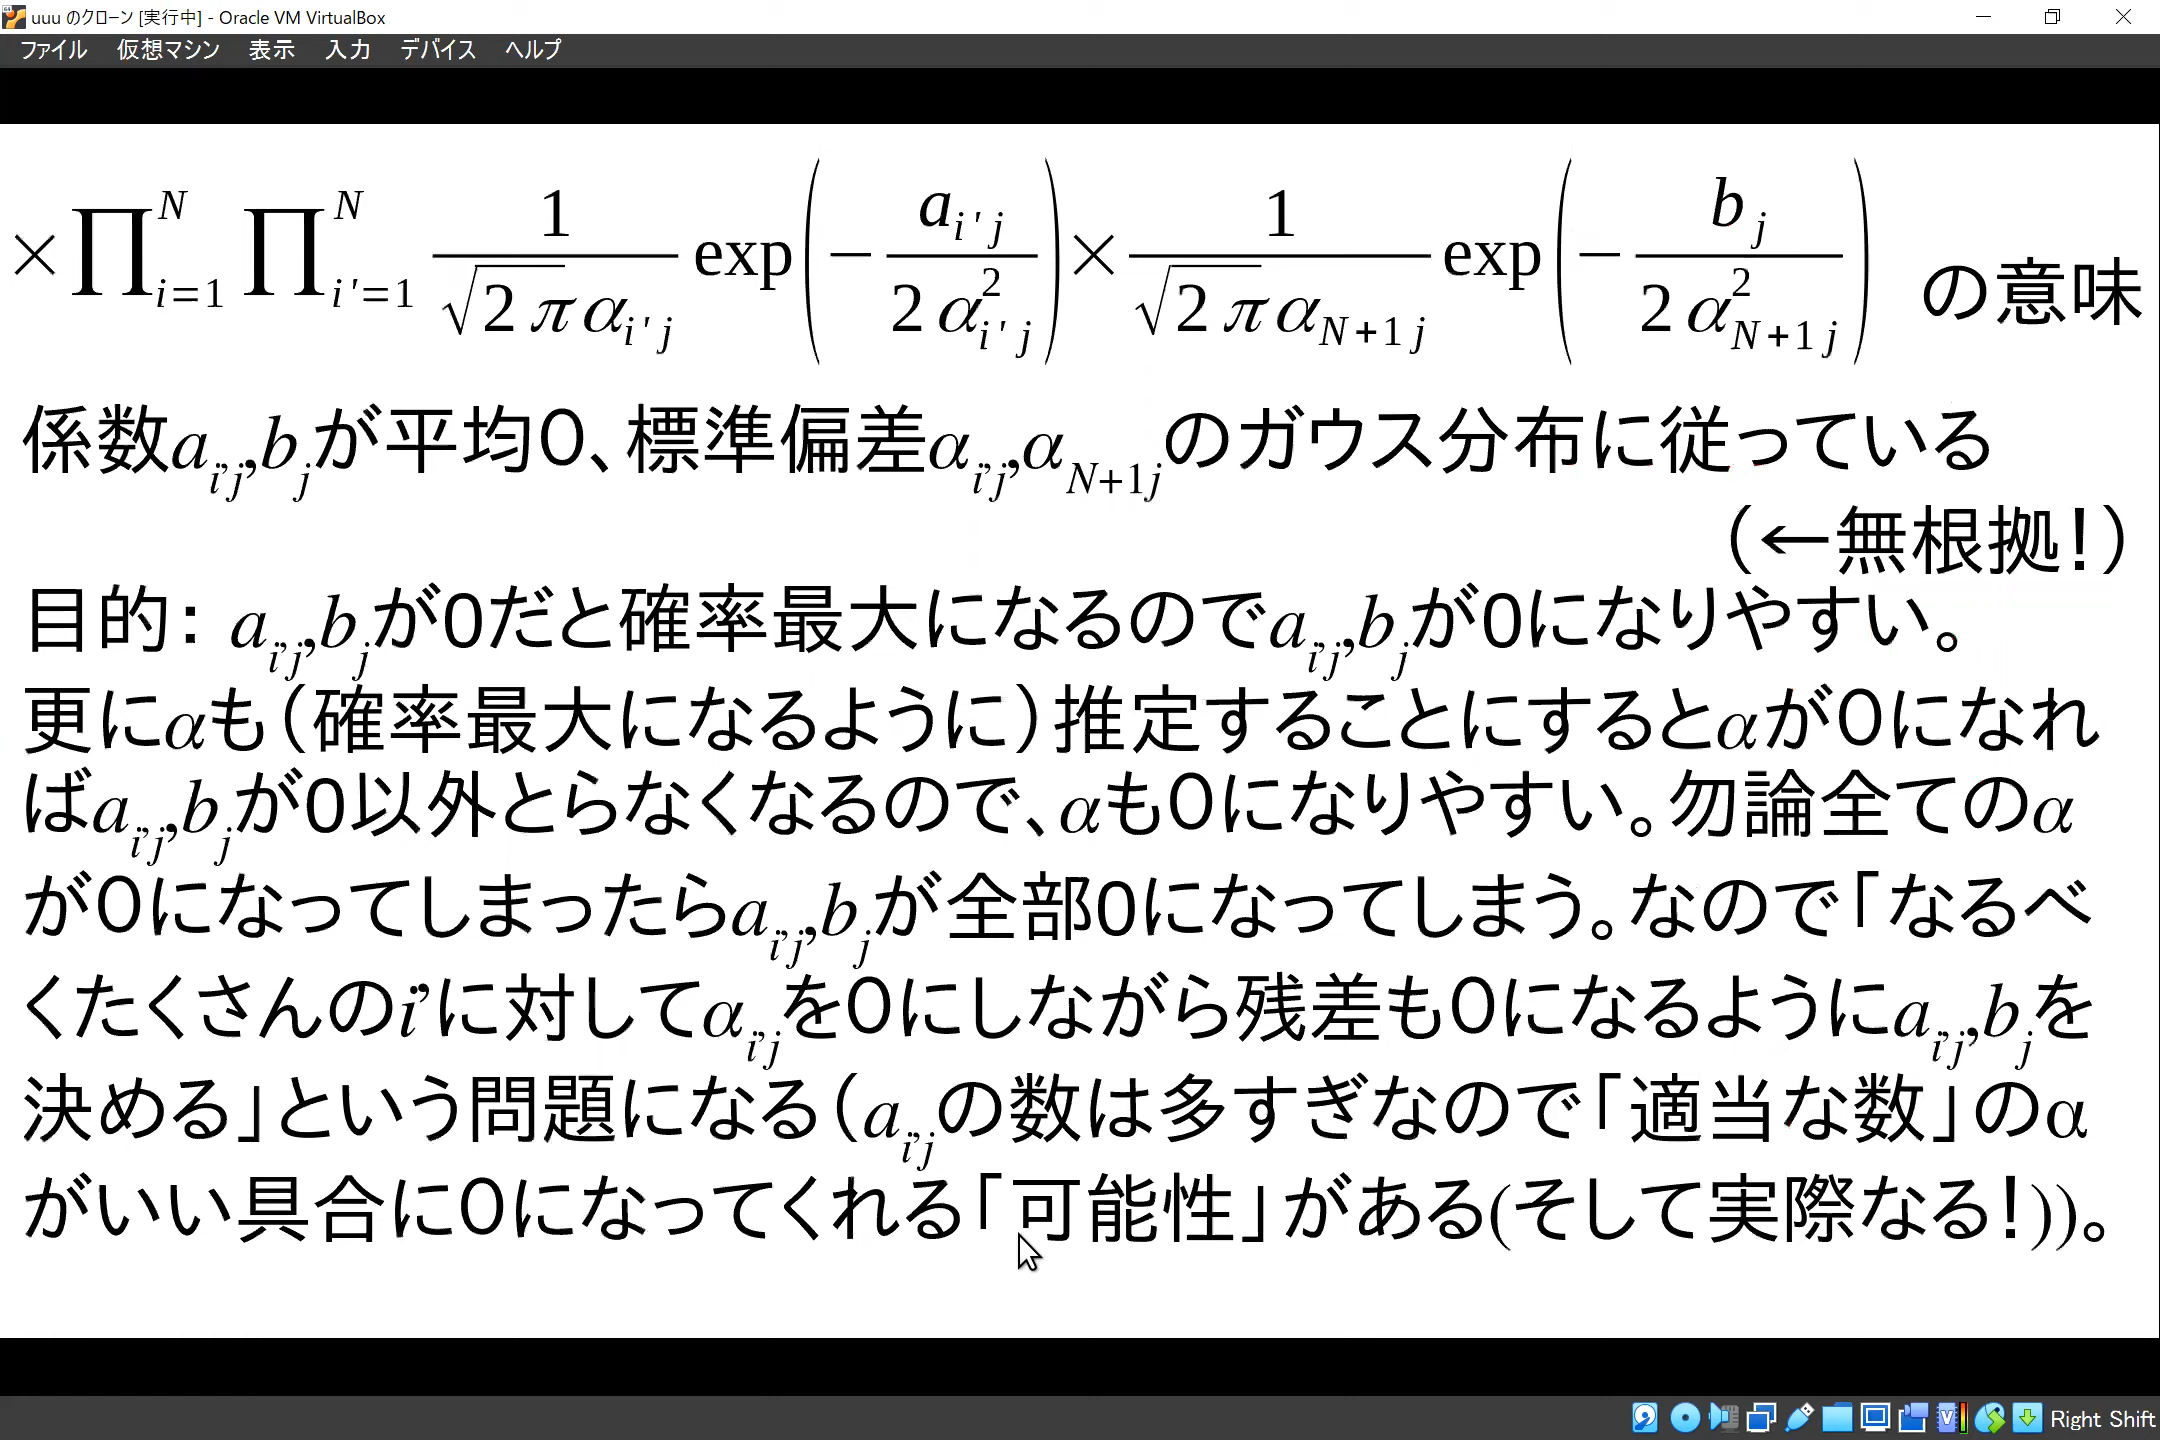 uuu のクローン [実行中] - Oracle VM VirtualBox
ファイル 仮想マシン 表示 入力 デバイス ヘルプ
×∏_{i=1}^{N} ∏_{i'=1}^{N} 1/(√2π α_{i'j}) exp(−a_{i'j}/(2α_{i'j}^2)) × 1/(√2π α_{N+1j}) exp(−b_j/(2α_{N+1j}^2)) の意味
係数a_{i'j},b_jが平均0、標準偏差α_{i'j},α_{N+1j}のガウス分布に従っている
（←無根拠！）
目的： a_{i'j},b_jが0だと確率最大になるのでa_{i'j},b_jが0になりやすい。
更にαも（確率最大になるように）推定することにするとαが0になれ
ばa_{i'j},b_jが0以外とらなくなるので、αも0になりやすい。勿論全てのα
が0になってしまったらa_{i'j},b_jが全部0になってしまう。なので「なるべ
くたくさんのi'に対してα_{i'j}を0にしながら残差も0になるようにa_{i'j},b_jを
決める」という問題になる（a_{i'j}の数は多すぎなので「適当な数」のα
がいい具合に0になってくれる「可能性」がある(そして実際なる！))。
Right Shift